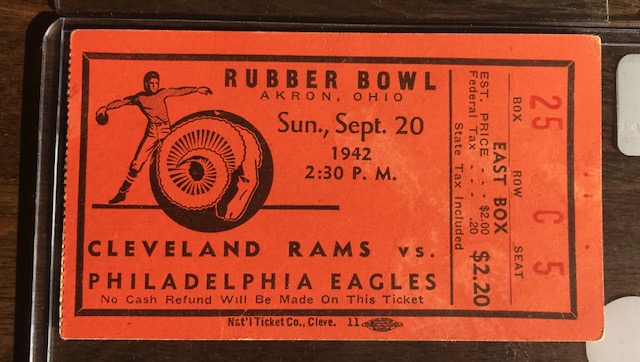 RUBBER BOWL
AKRON, OHIO
Sun., Sept. 20
1942
2:30 P. M.
CLEVELAND RAMS vs.
PHILADELPHIA EAGLES
No Cash Refund Will Be Made On This Ticket
Nat'l Ticket Co., Cleve. 11
EAST BOX
EST. PRICE - - - $2.00
Federal Tax - - - .20
State Tax Included
$2.20
BOX ROW SEAT
25 C 5